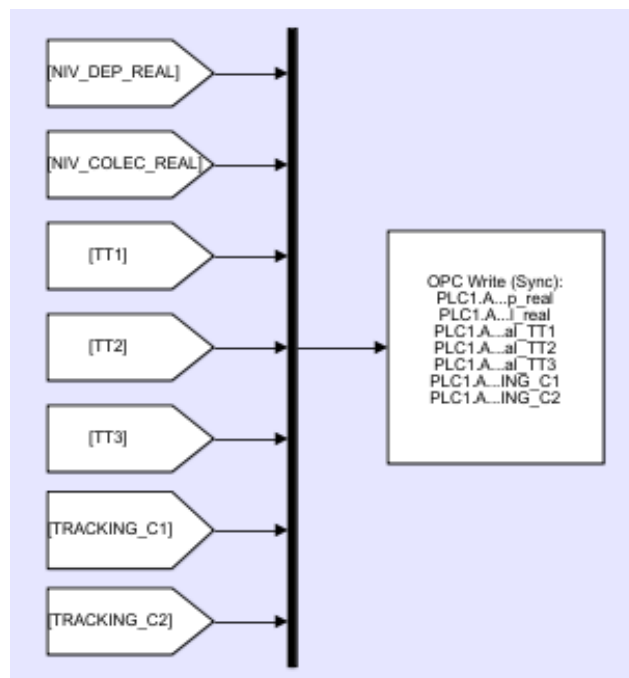 [NIV_DEP_REAL]
[NIV_COLEC_REAL]
[TT1]
[TT2]
[TT3]
[TRACKING_C1]
[TRACKING_C2]
OPC Write (Sync):
PLC1.A...p_real
PLC1.A...l_real
PLC1.A...al_TT1
PLC1.A...al_TT2
PLC1.A...al_TT3
PLC1.A...ING_C1
PLC1.A...ING_C2